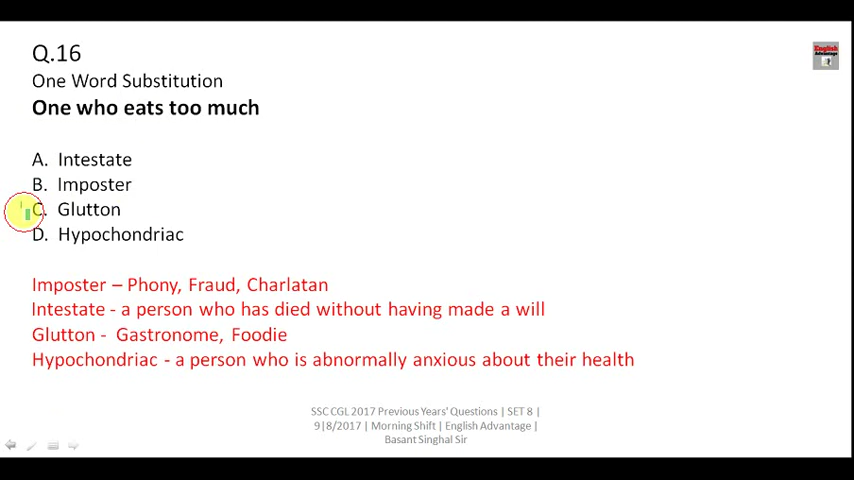 Q.16
English
Advantage
One Word Substitution
One who eats too much
A. Intestate
B. Imposter
C. Glutton
D. Hypochondriac
Imposter – Phony, Fraud, Charlatan
Intestate - a person who has died without having made a will
Glutton - Gastronome, Foodie
Hypochondriac - a person who is abnormally anxious about their health
SSC CGL 2017 Previous Years' Questions | SET 8 |
9|8/2017 | Morning Shift | English Advantage |
Basant Singhal Sir